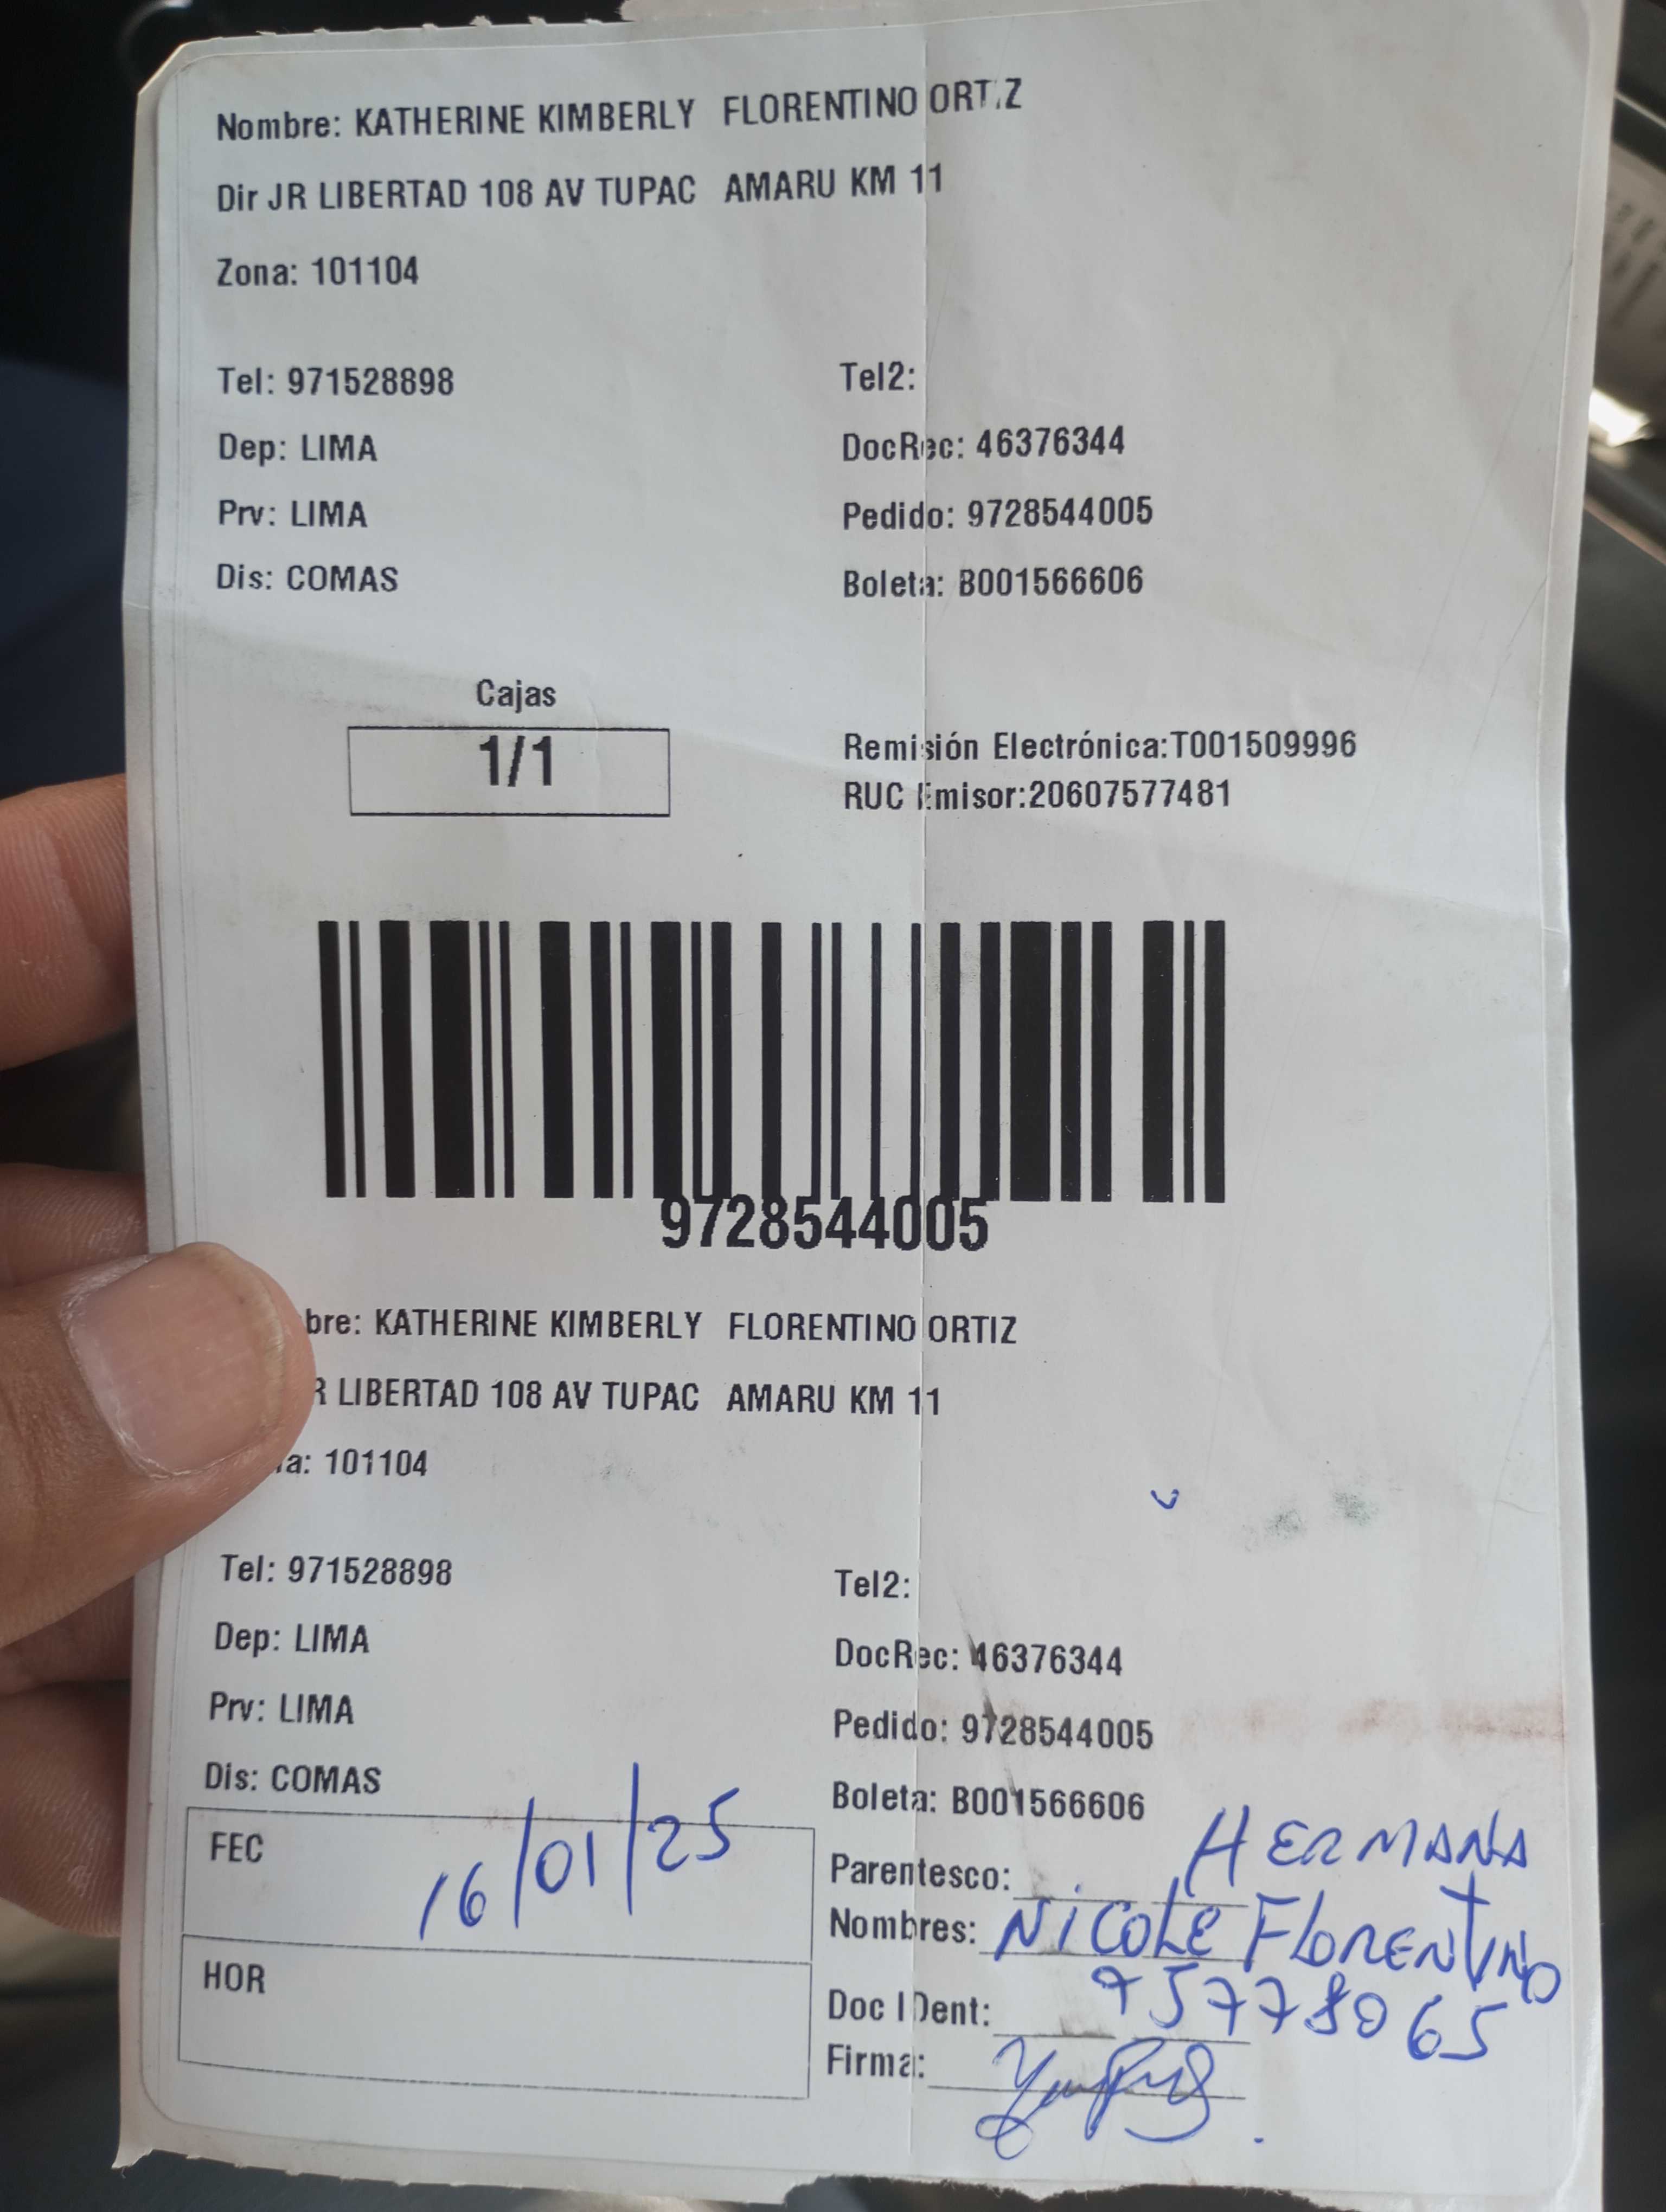 Nombre: KATHERINE KIMBERLY FLORENTINO ORTIZ
Dir JR LIBERTAD 108 AV TUPAC AMARU KM 11
Zona: 101104
Tel: 971528898 Tel2:
Dep: LIMA DocRec: 46376344
Prv: LIMA Pedido: 9728544005
Dis: COMAS Boleta: B001566606
Cajas
1/1
Remisión Electrónica:T001509996
RUC Emisor:20607577481
9728544005
bre: KATHERINE KIMBERLY FLORENTINO ORTIZ
R LIBERTAD 108 AV TUPAC AMARU KM 11
a: 101104
Tel: 971528898 Tel2:
Dep: LIMA DocRec: 46376344
Prv: LIMA Pedido: 9728544005
Dis: COMAS Boleta: B001566606
FEC 16/01/25
HOR
Parentesco: HERMANA
Nombres: NICOLE FLORENTINO
Doc IDent: 75778065
Firma: